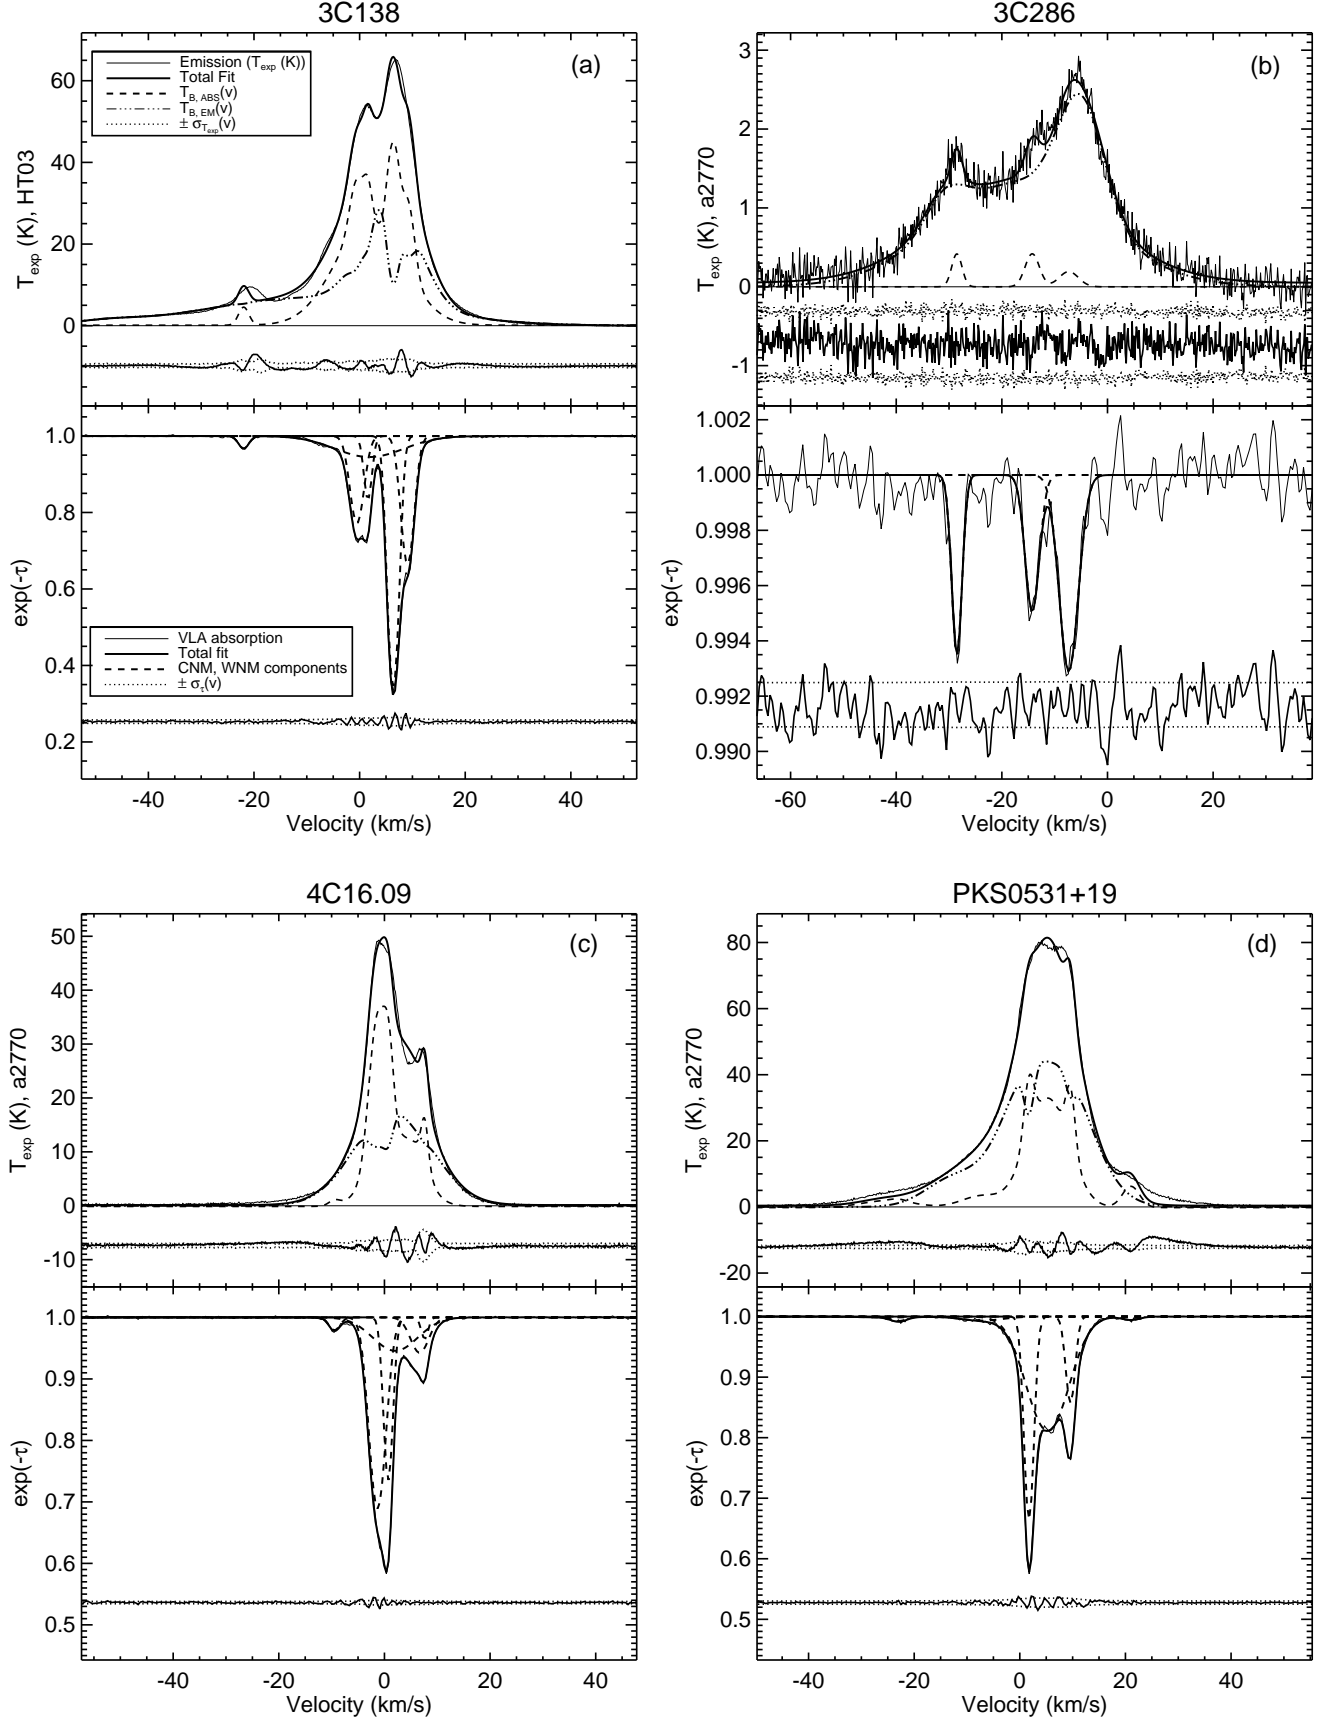 3C138
(a)
Emission (T_exp (K))
Total Fit
T_B, ABS(v)
T_B, EM(v)
± σ_T_exp(v)
T_exp (K), HT03
60
40
20
0
1.0
0.8
0.6
0.4
0.2
exp(-τ)
VLA absorption
Total fit
CNM, WNM components
± σ_τ(v)
-40 -20 0 20 40
Velocity (km/s)
3C286
(b)
T_exp (K), a2770
3
2
1
0
-1
1.002
1.000
0.998
0.996
0.994
0.992
0.990
exp(-τ)
-60 -40 -20 0 20
Velocity (km/s)
4C16.09
(c)
T_exp (K), a2770
50
40
30
20
10
0
-10
1.0
0.9
0.8
0.7
0.6
0.5
exp(-τ)
-40 -20 0 20 40
Velocity (km/s)
PKS0531+19
(d)
T_exp (K), a2770
80
60
40
20
0
-20
1.0
0.9
0.8
0.7
0.6
0.5
exp(-τ)
-40 -20 0 20 40
Velocity (km/s)